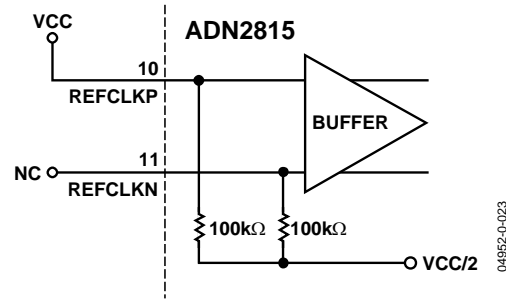 VCC
ADN2815
10
REFCLKP
BUFFER
11
NC
REFCLKN
100kΩ
100kΩ
VCC/2
04952-0-023